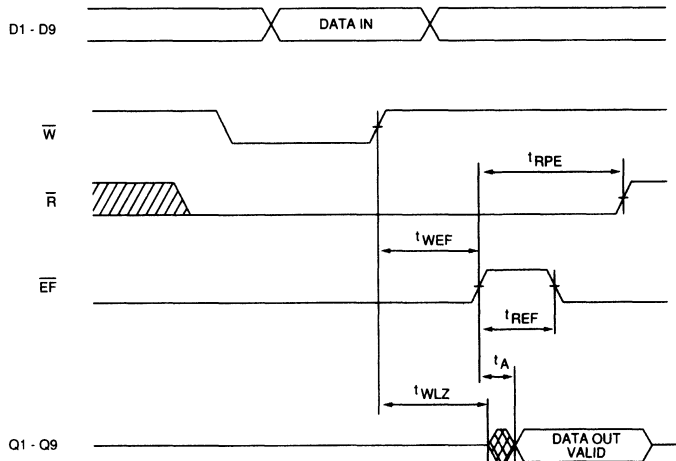 D1 - D9
DATA IN
W
R
tRPE
tWEF
EF
tREF
tA
tWLZ
Q1 - Q9
DATA OUT
VALID